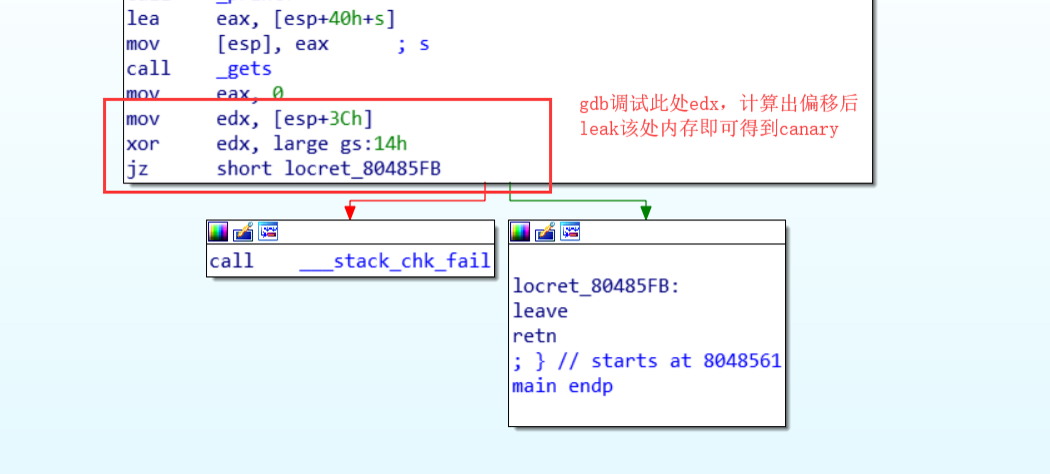 lea eax, [esp+40h+s]
mov [esp], eax ; s
call _gets
mov eax, 0
mov edx, [esp+3Ch]
xor edx, large gs:14h
jz short locret_80485FB
gdb调试此处edx，计算出偏移后
leak该处内存即可得到canary
call ___stack_chk_fail
locret_80485FB:
leave
retn
; } // starts at 8048561
main endp